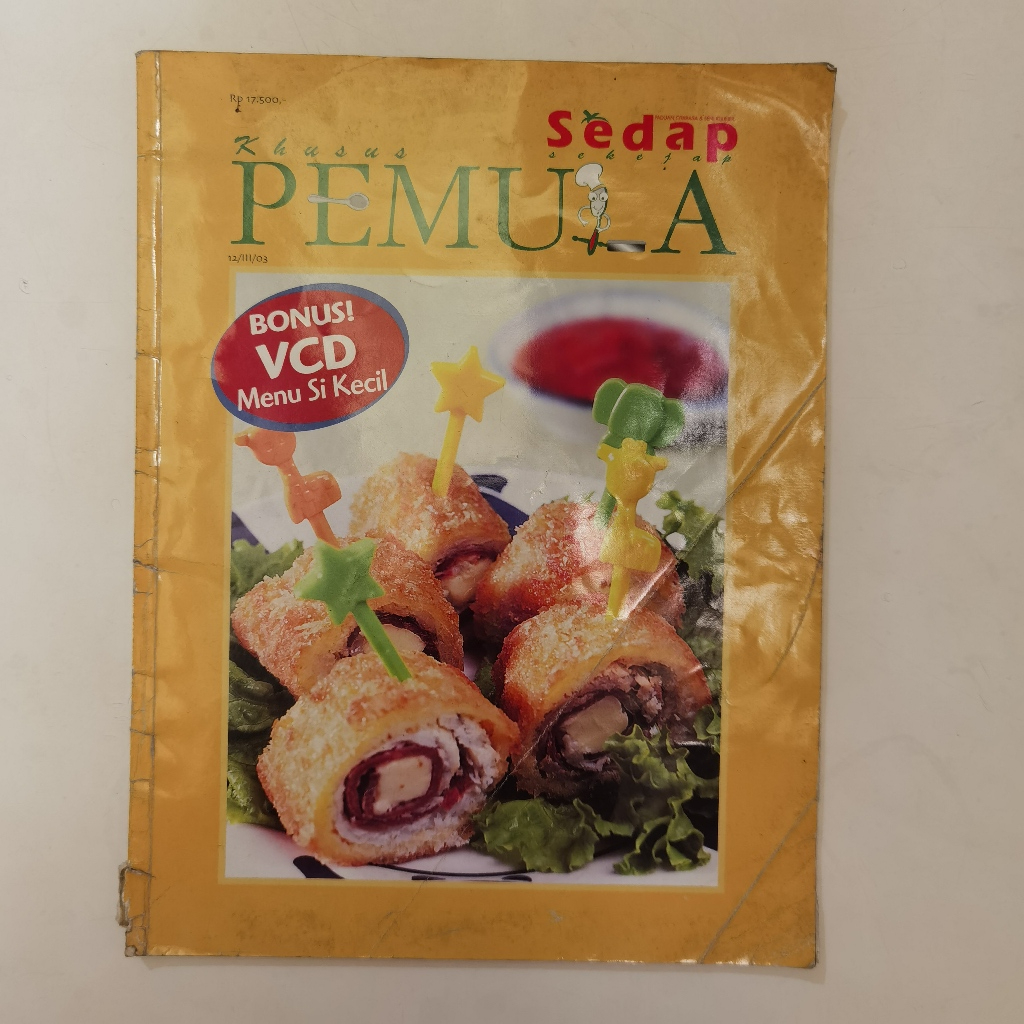 Rp 17.500,-
Sedap
sekejap
Khusus
PEMULA
12/III/03
BONUS!
VCD
Menu Si Kecil